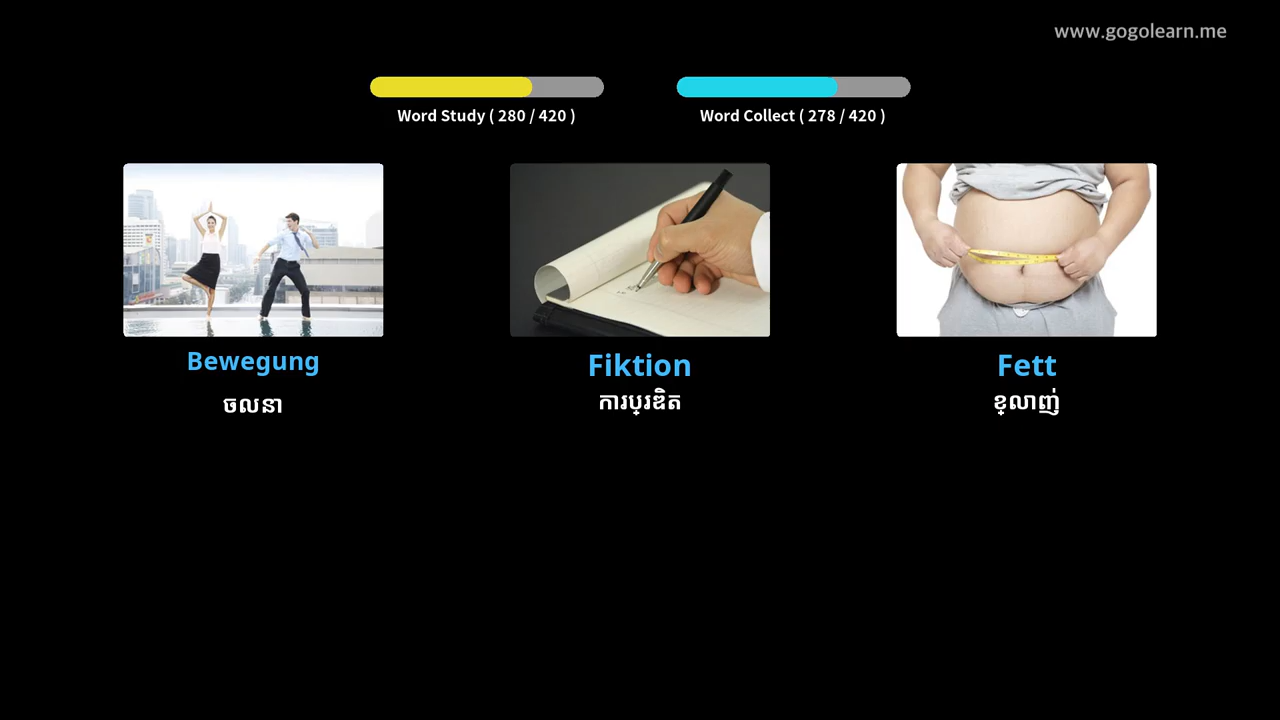 www.gogolearn.me
Word Study ( 280 / 420 )
Word Collect ( 278 / 420 )
Bewegung
Fiktion
Fett
ចលនា
ការប្រឌិត
ខ្លាញ់